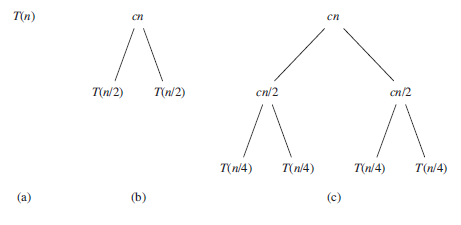 T(n) cn cn
T(n/2) T(n/2) cn/2 cn/2
T(n/4) T(n/4) T(n/4) T(n/4)
(a) (b) (c)